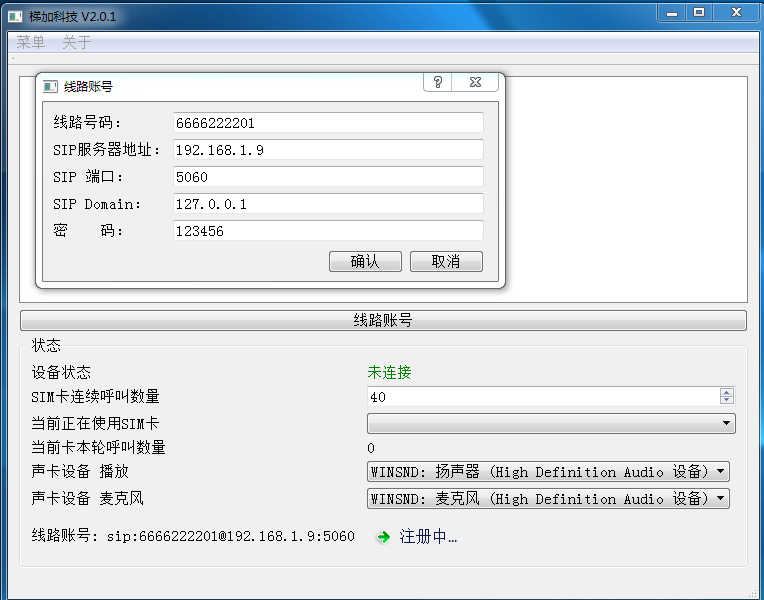 梯加科技 V2.0.1
菜单 关于
线路账号
线路号码: 6666222201
SIP服务器地址: 192.168.1.9
SIP 端口: 5060
SIP Domain: 127.0.0.1
密 码: 123456
确认 取消
线路账号
状态
设备状态 未连接
SIM卡连续呼叫数量 40
当前正在使用SIM卡
当前卡本轮呼叫数量 0
声卡设备 播放 WINSND: 扬声器 (High Definition Audio 设备)
声卡设备 麦克风 WINSND: 麦克风 (High Definition Audio 设备)
线路账号: sip:6666222201@192.168.1.9:5060 注册中…